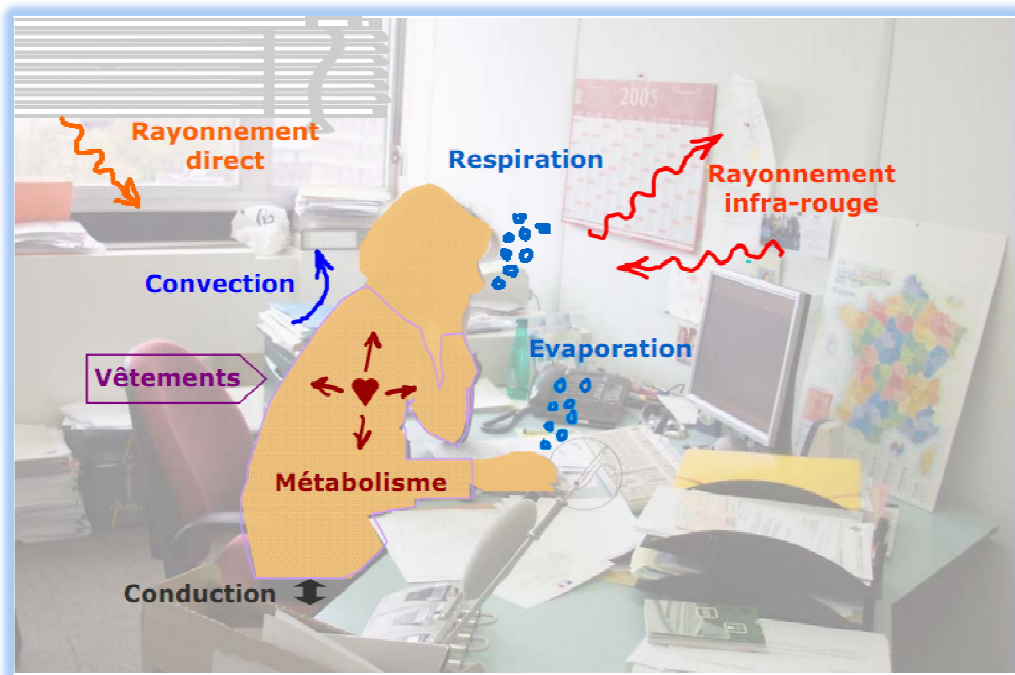 2005
Rayonnement
direct
Respiration
Rayonnement
infra-rouge
Convection
Evaporation
Vêtements
Métabolisme
Conduction